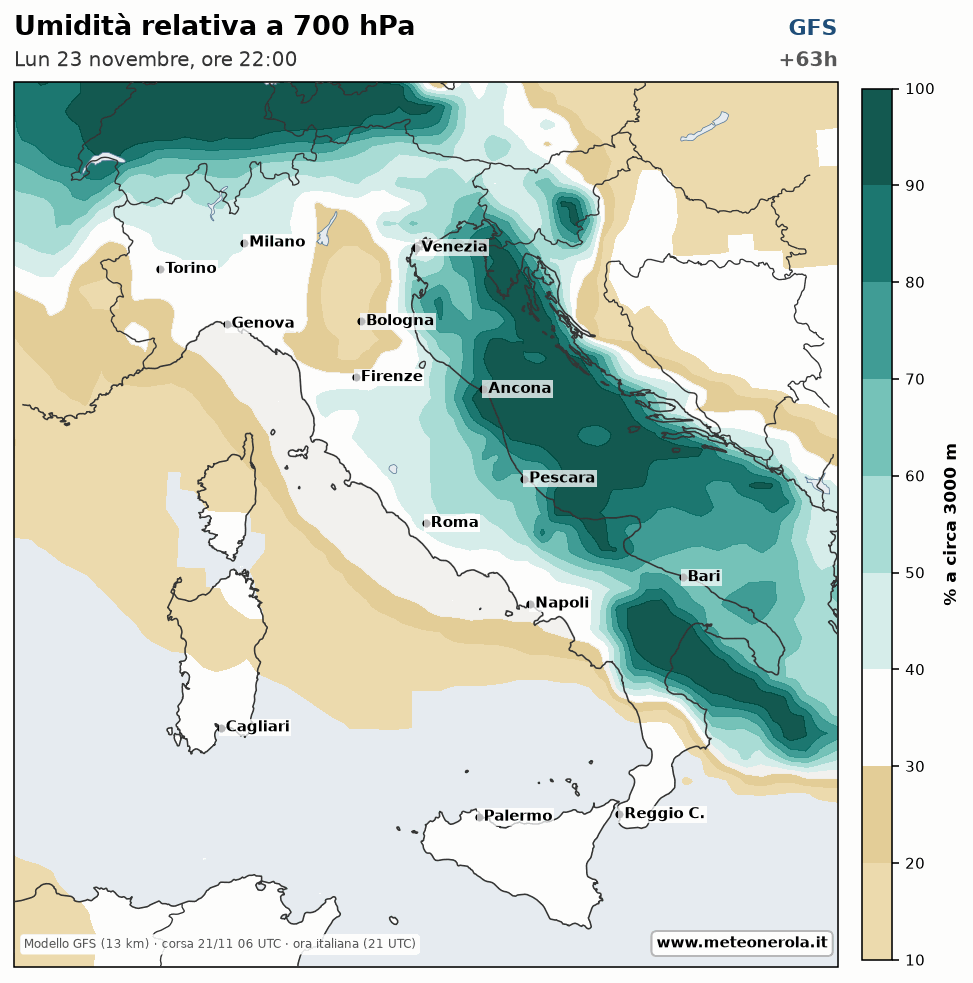 Umidità relativa a 700 hPa
GFS
Lun 23 novembre, ore 22:00
+63h
Milano
Venezia
Torino
Genova
Bologna
Firenze
Ancona
Pescara
Roma
Bari
Napoli
Cagliari
Palermo
Reggio C.
Modello GFS (13 km) · corsa 21/11 06 UTC · ora italiana (21 UTC)
www.meteonerola.it
100
90
80
70
60
50
40
30
20
10
% a circa 3000 m